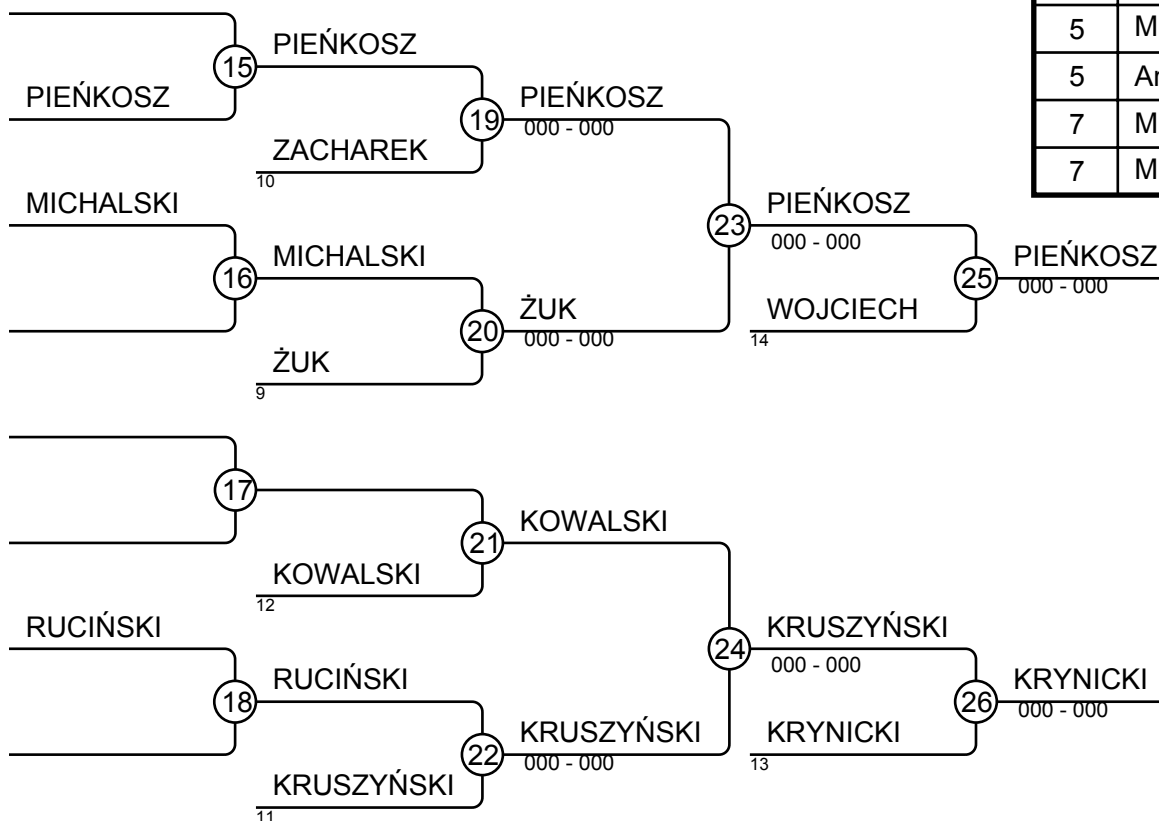 5 M
5 Ar
7 M
7 M
PIEŃKOSZ
15
PIEŃKOSZ
PIEŃKOSZ
19
000 - 000
ZACHAREK
10
MICHALSKI
PIEŃKOSZ
23
000 - 000
MICHALSKI
16
PIEŃKOSZ
25
000 - 000
ŻUK
20
000 - 000
WOJCIECH
14
ŻUK
9
17
KOWALSKI
21
KOWALSKI
12
RUCIŃSKI
KRUSZYŃSKI
24
000 - 000
RUCIŃSKI
18
KRYNICKI
26
000 - 000
KRUSZYŃSKI
22
000 - 000
KRYNICKI
13
KRUSZYŃSKI
11